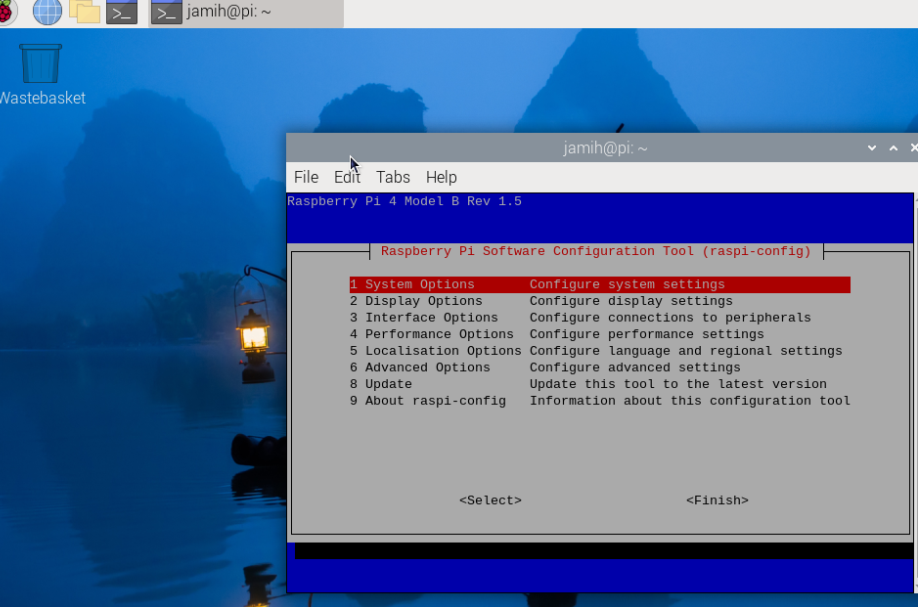 jamih@pi: ~
Wastebasket
jamih@pi: ~
File Edit Tabs Help
Raspberry Pi 4 Model B Rev 1.5
Raspberry Pi Software Configuration Tool (raspi-config)
1 System Options Configure system settings
2 Display Options Configure display settings
3 Interface Options Configure connections to peripherals
4 Performance Options Configure performance settings
5 Localisation Options Configure language and regional settings
6 Advanced Options Configure advanced settings
8 Update Update this tool to the latest version
9 About raspi-config Information about this configuration tool
<Select> <Finish>